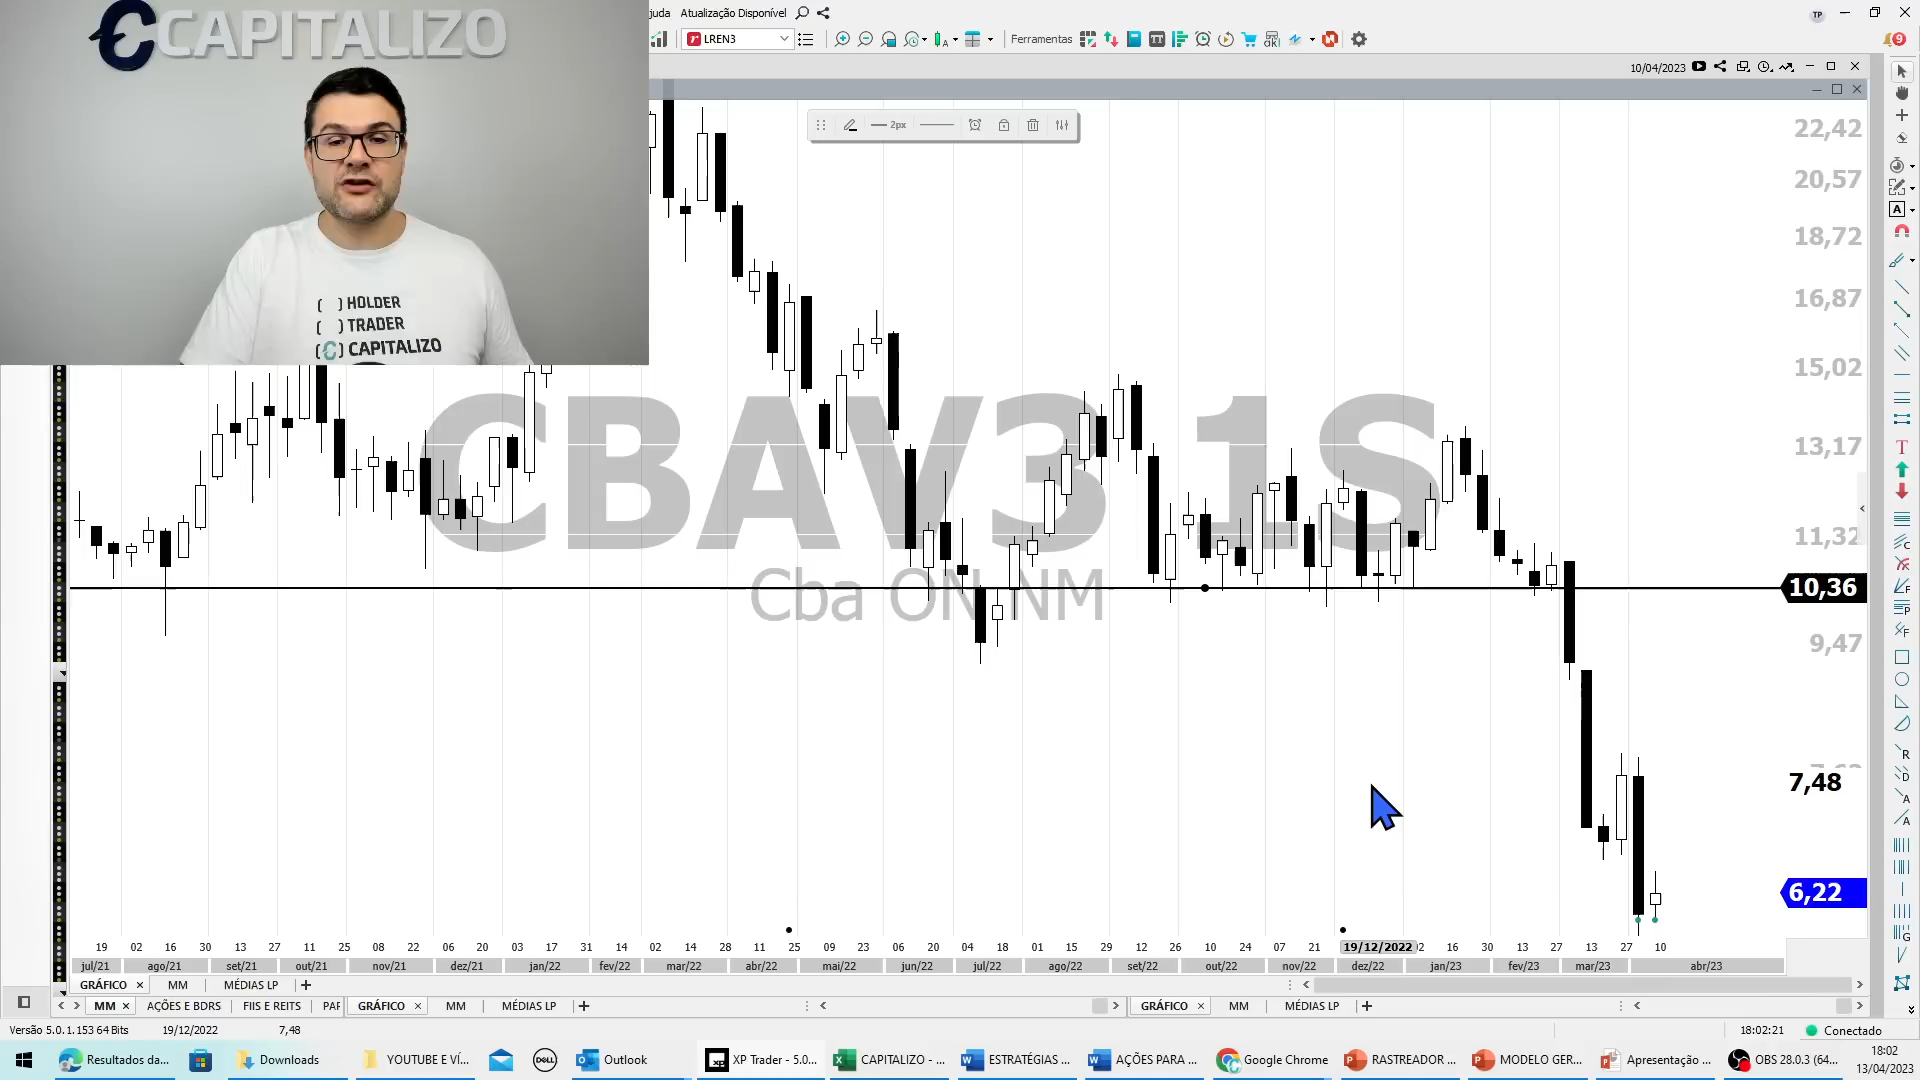 CAPITALIZO
juda Atualização Disponível
TP
LREN3
2px
Ferramentas
9
10/04/2023
( ) HOLDER
( ) TRADER
( ) CAPITALIZO
CBAV3 1S
Cba ON NM
22,42
20,57
18,72
16,87
15,02
13,17
11,32
10,36
9,47
7,48
6,22
19 02 16 30 13 27 11 25 08 22 06 20 03 17 31 14 02 14 28 11 25 09 23 06 20 04 18 01 15 29 12 26 10 24 07 21 19/12/2022 02 16 30 13 27 13 27 10
jul/21 ago/21 set/21 out/21 nov/21 dez/21 jan/22 fev/22 mar/22 abr/22 mai/22 jun/22 jul/22 ago/22 set/22 out/22 nov/22 dez/22 jan/23 fev/23 mar/23 abr/23
GRÁFICO MM MÉDIAS LP
MM AÇÕES E BDRS FIIS E REITS PAR GRÁFICO MM MÉDIAS LP GRÁFICO MM MÉDIAS LP
Versão 5.0.1.153 64 Bits 19/12/2022 7,48 18:02:21 Conectado
Resultados da... Downloads YOUTUBE E VÍ... DELL Outlook XP Trader - 5.0... CAPITALIZO - ... ESTRATÉGIAS ... AÇÕES PARA ... Google Chrome RASTREADOR ... MODELO GER... Apresentação ... OBS 28.0.3 (64...
18:02
13/04/2023